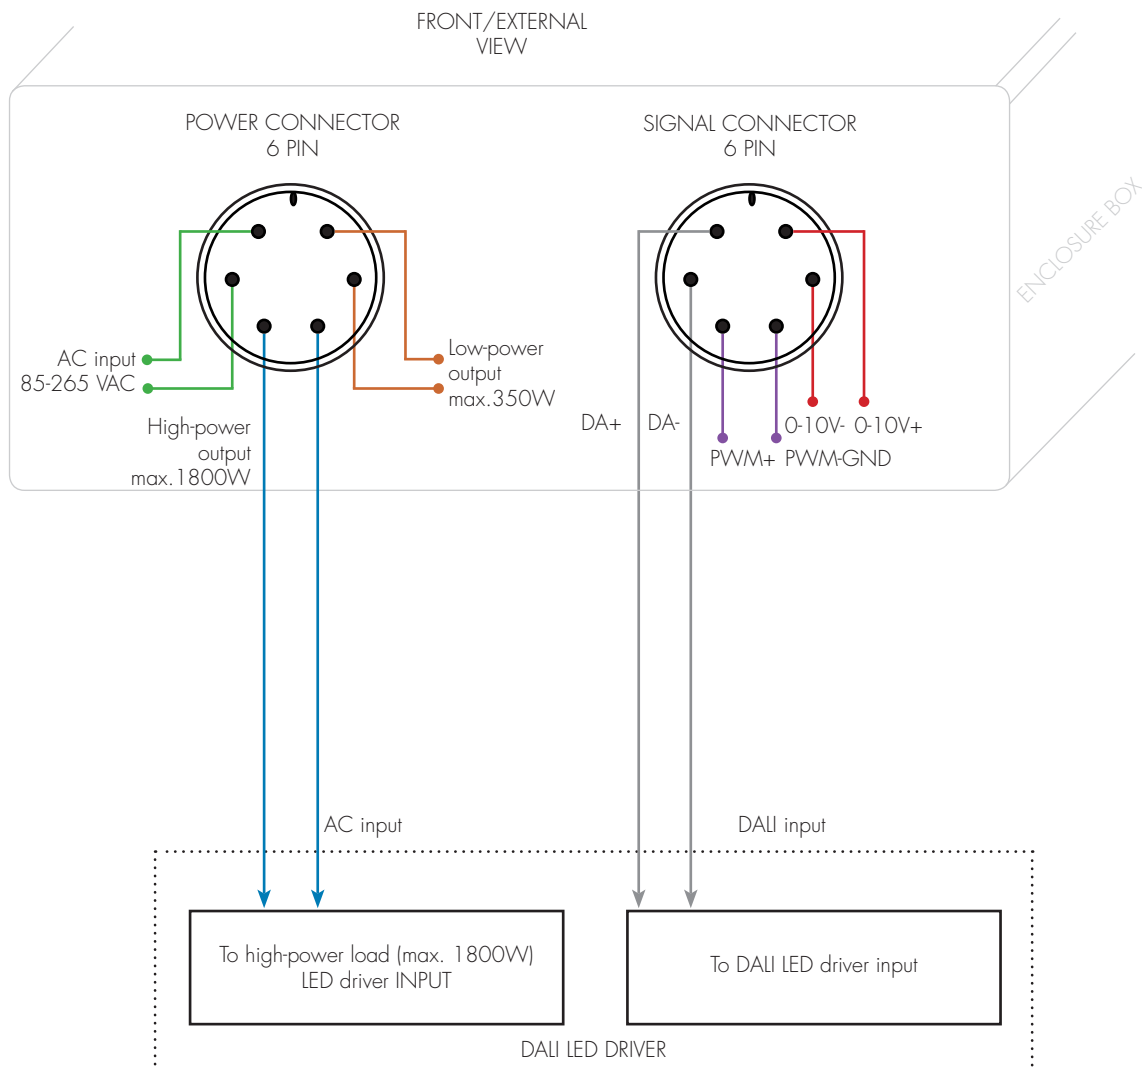 FRONT/EXTERNAL
VIEW
POWER CONNECTOR
6 PIN
SIGNAL CONNECTOR
6 PIN
ENCLOSURE BOX
AC input
85-265 VAC
Low-power
output
max.350W
High-power
output
max.1800W
DA+
DA-
0-10V-
0-10V+
PWM+
PWM-GND
AC input
DALI input
To high-power load (max. 1800W)
LED driver INPUT
To DALI LED driver input
DALI LED DRIVER